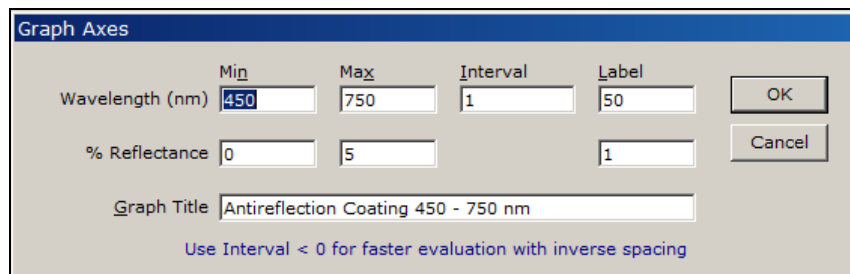 Graph Axes
Min Max Interval Label
Wavelength (nm) 450 750 1 50 OK
% Reflectance 0 5 1 Cancel
Graph Title Antireflection Coating 450 - 750 nm
Use Interval < 0 for faster evaluation with inverse spacing